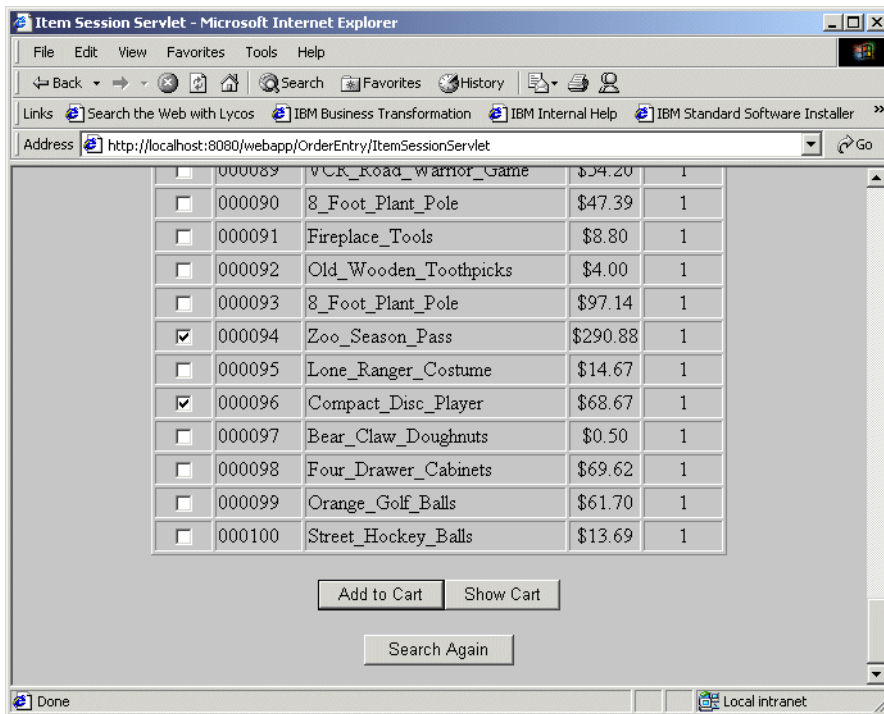 Item Session Servlet - Microsoft Internet Explorer
File Edit View Favorites Tools Help
Back Search Favorites History
Links Search the Web with Lycos IBM Business Transformation IBM Internal Help IBM Standard Software Installer »
Address http://localhost:8080/webapp/OrderEntry/ItemSessionServlet Go
000089 VCR_Road_Warrior_Game $54.20 1
000090 8_Foot_Plant_Pole $47.39 1
000091 Fireplace_Tools $8.80 1
000092 Old_Wooden_Toothpicks $4.00 1
000093 8_Foot_Plant_Pole $97.14 1
000094 Zoo_Season_Pass $290.88 1
000095 Lone_Ranger_Costume $14.67 1
000096 Compact_Disc_Player $68.67 1
000097 Bear_Claw_Doughnuts $0.50 1
000098 Four_Drawer_Cabinets $69.62 1
000099 Orange_Golf_Balls $61.70 1
000100 Street_Hockey_Balls $13.69 1
Add to Cart Show Cart
Search Again
Done Local intranet